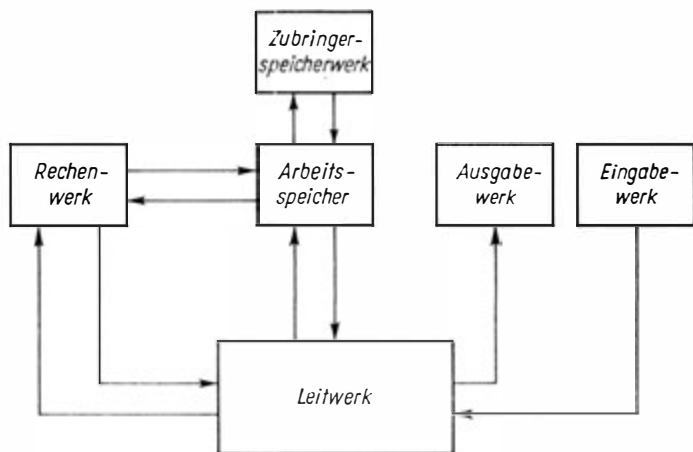 Zubringer-
speicherwerk
Rechen-
werk
Arbeits-
speicher
Ausgabe-
werk
Eingabe-
werk
Leitwerk